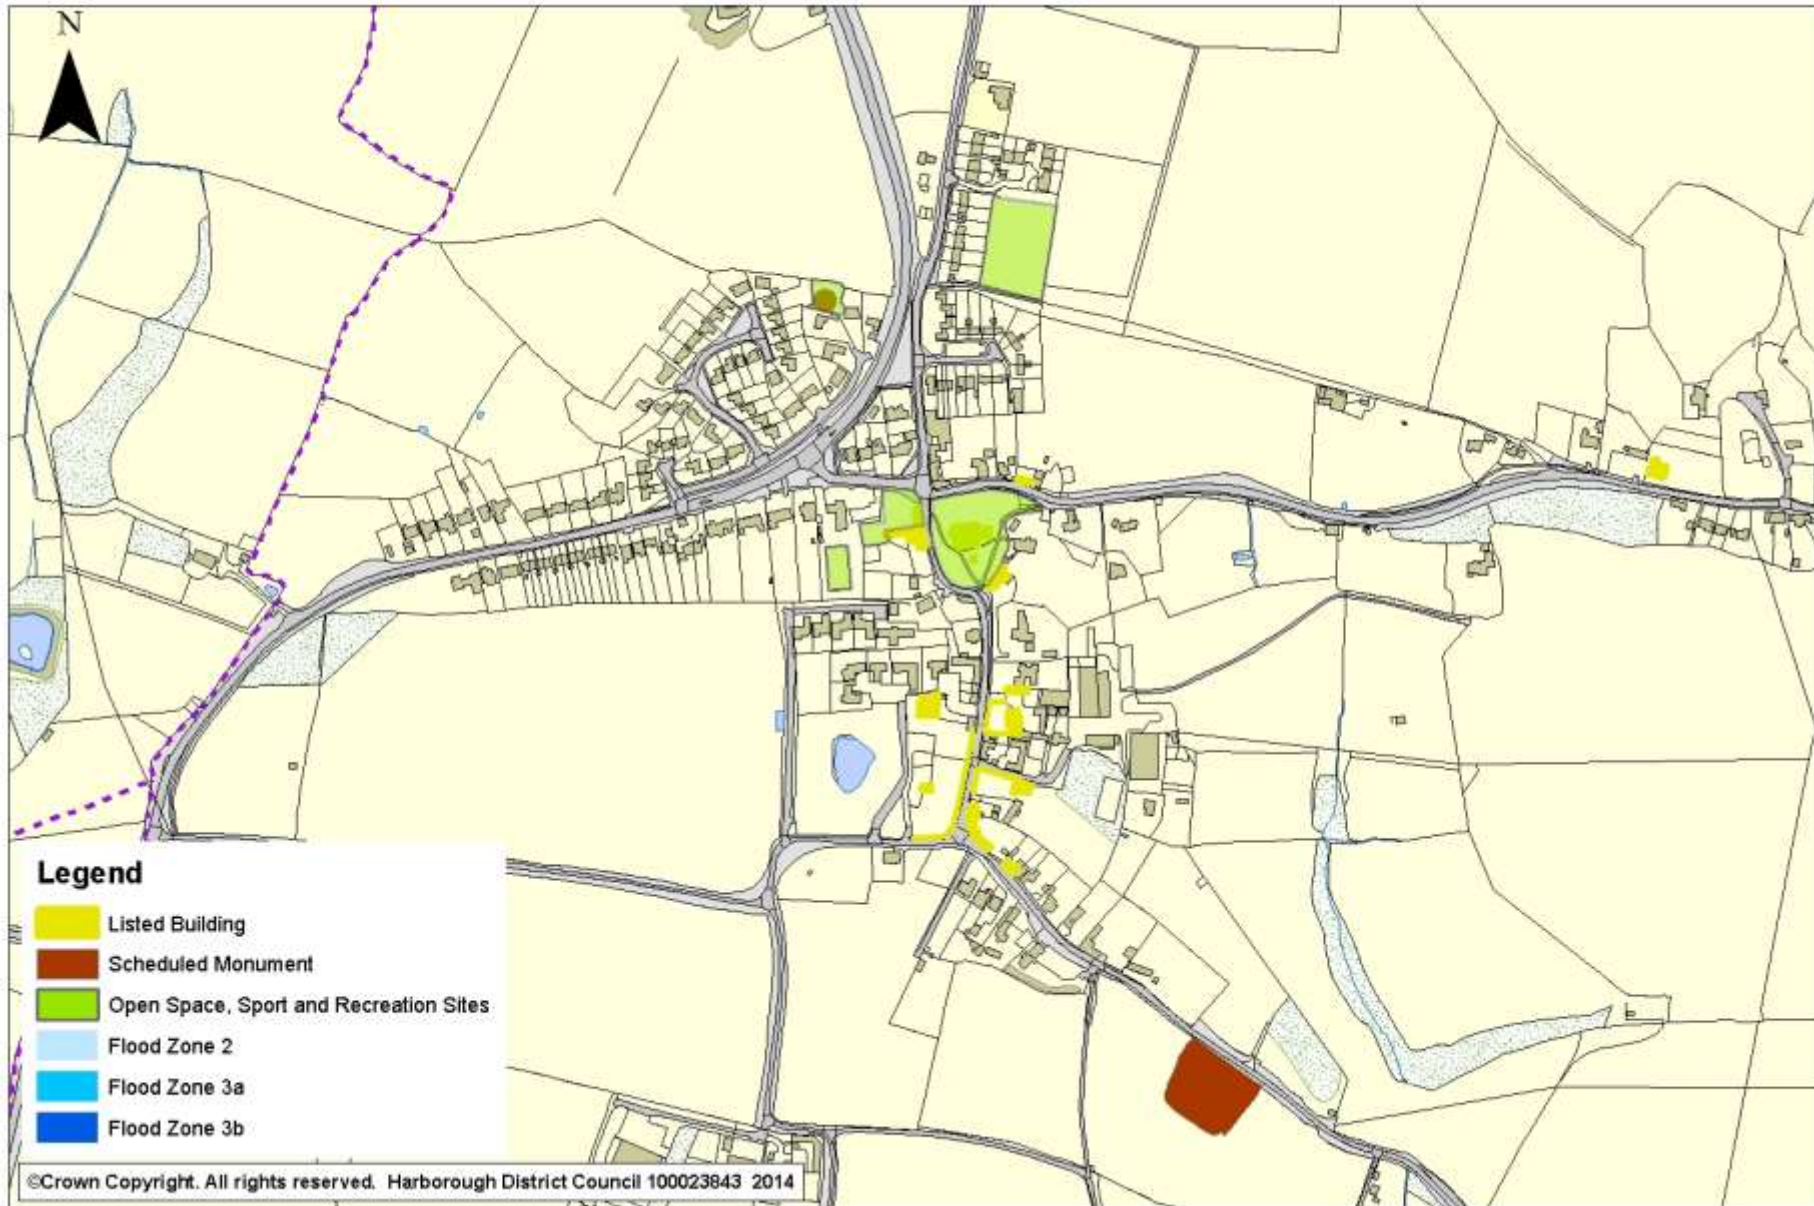 N
Legend
Listed Building
Scheduled Monument
Open Space, Sport and Recreation Sites
Flood Zone 2
Flood Zone 3a
Flood Zone 3b
©Crown Copyright. All rights reserved. Harborough District Council 100023843 2014